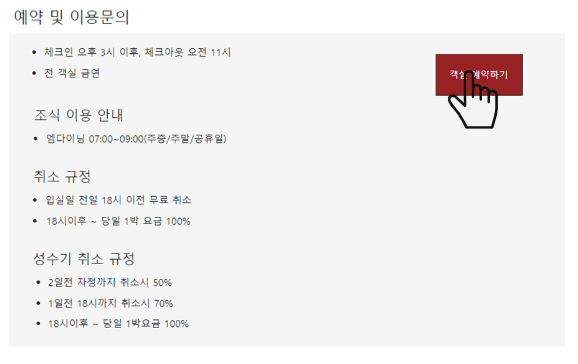 예약 및 이용문의
체크인 오후 3시 이후, 체크아웃 오전 11시
전 객실 금연
객실 예약하기
조식 이용 안내
엠다이닝 07:00~09:00(주중/주말/공휴일)
취소 규정
입실일 전일 18시 이전 무료 취소
18시이후 ~ 당일 1박 요금 100%
성수기 취소 규정
2일전 자정까지 취소시 50%
1일전 18시까지 취소시 70%
18시이후 ~ 당일 1박요금 100%